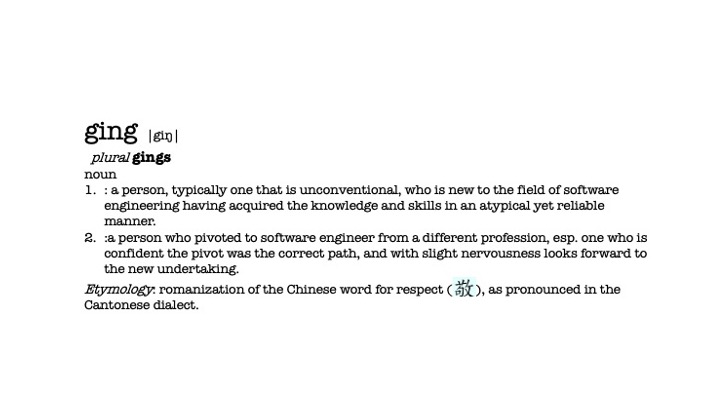 ging |giŋ|
plural gings
noun
1. : a person, typically one that is unconventional, who is new to the field of software
engineering having acquired the knowledge and skills in an atypical yet reliable
manner.
2. :a person who pivoted to software engineer from a different profession, esp. one who is
confident the pivot was the correct path, and with slight nervousness looks forward to
the new undertaking.
Etymology: romanization of the Chinese word for respect (敬), as pronounced in the
Cantonese dialect.